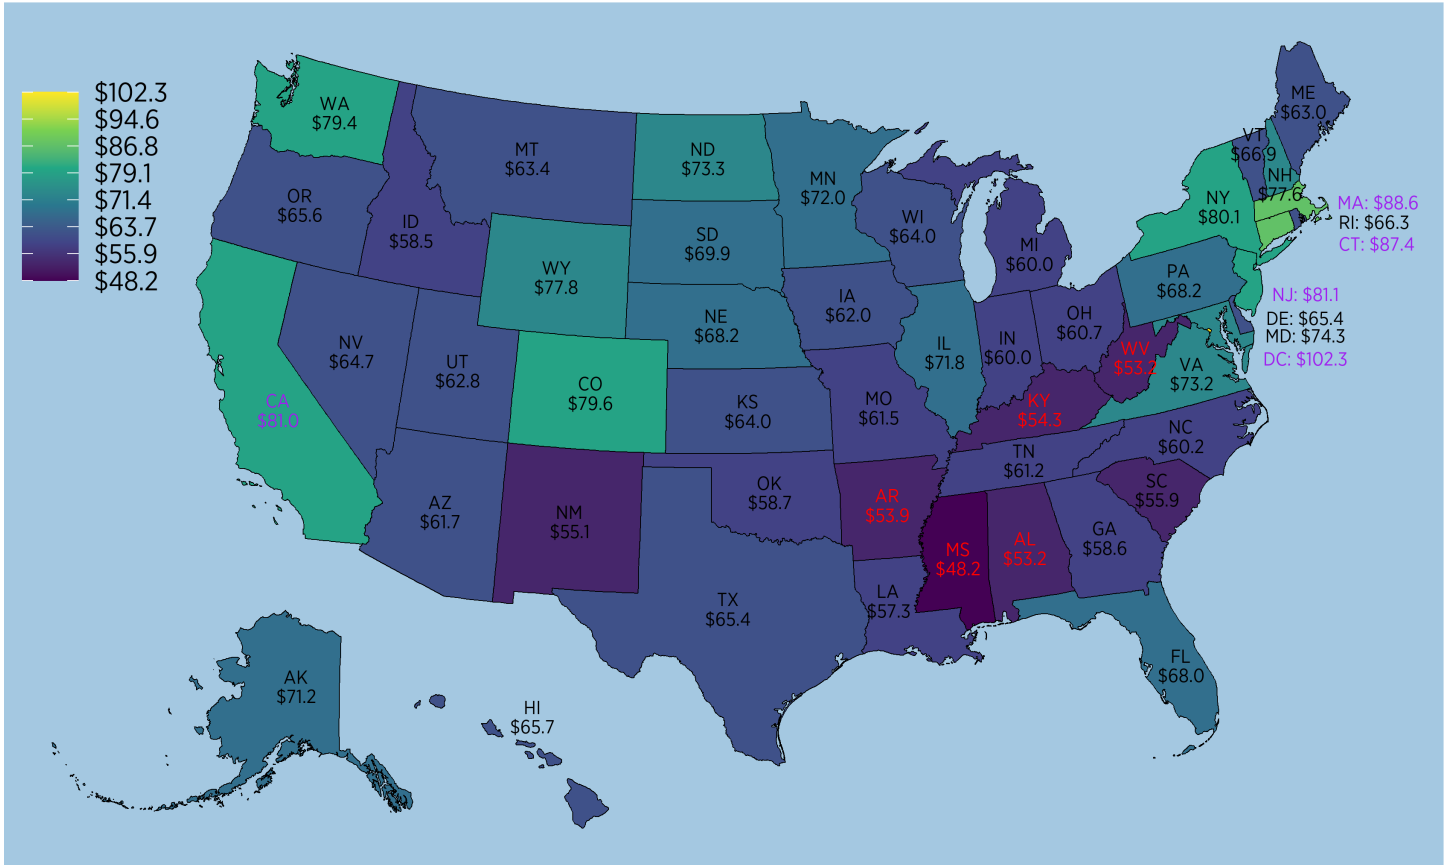 $102.3
$94.6
$86.8
$79.1
$71.4
$63.7
$55.9
$48.2
WA
$79.4
OR
$65.6
ID
$58.5
MT
$63.4
ND
$73.3
MN
$72.0
WI
$64.0
MI
$60.0
ME
$63.0
VT
$66.9
NH
$77.6
NY
$80.1
MA: $88.6
RI: $66.3
CT: $87.4
WY
$77.8
SD
$69.9
IA
$62.0
NE
$68.2
PA
$68.2
NJ: $81.1
DE: $65.4
MD: $74.3
DC: $102.3
NV
$64.7
UT
$62.8
CO
$79.6
KS
$64.0
MO
$61.5
IL
$71.8
IN
$60.0
OH
$60.7
WV
$53.2
VA
$73.2
CA
$81.0
KY
$54.3
NC
$60.2
TN
$61.2
SC
$55.9
AZ
$61.7
NM
$55.1
OK
$58.7
AR
$53.9
MS
$48.2
AL
$53.2
GA
$58.6
TX
$65.4
LA
$57.3
FL
$68.0
AK
$71.2
HI
$65.7